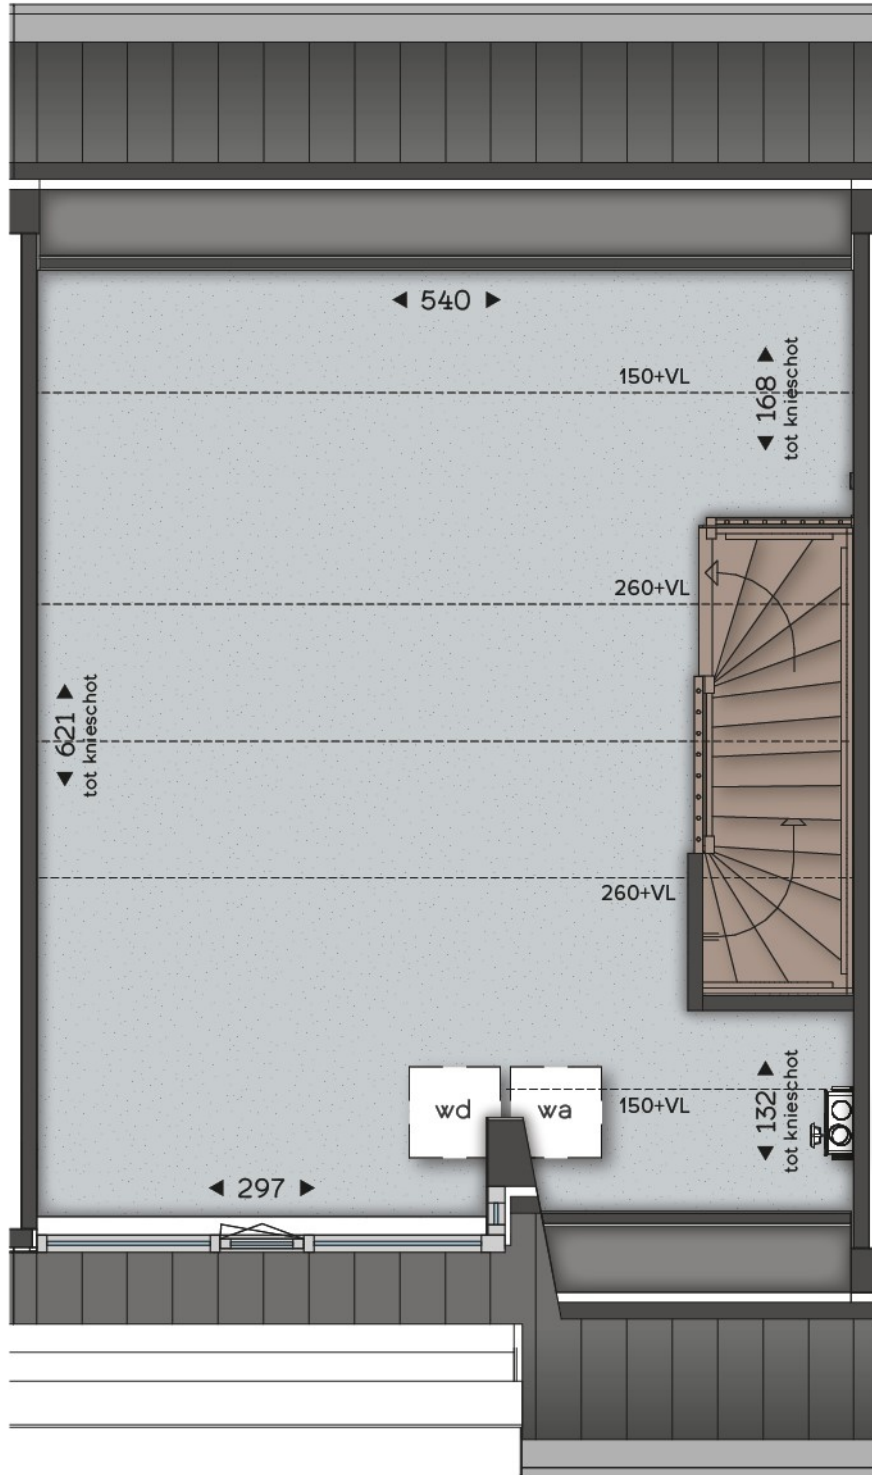 540
150+VL
168
tot knieschot
260+VL
621
tot knieschot
260+VL
wd
wa
150+VL
132
tot knieschot
297